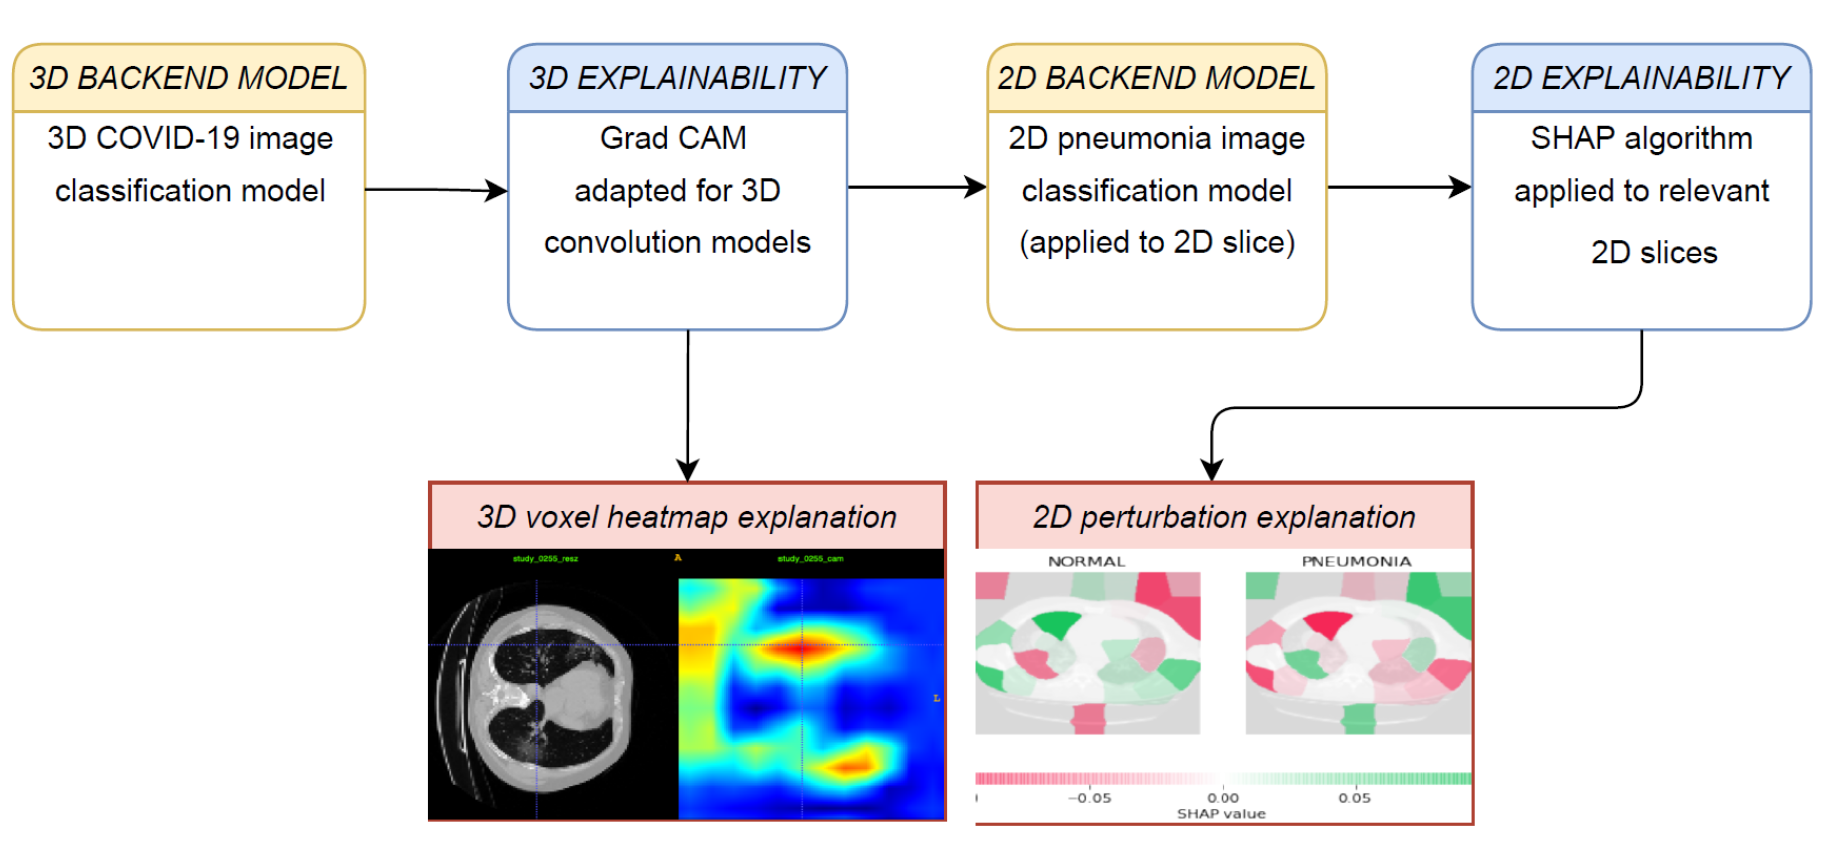 3D BACKEND MODEL
3D COVID-19 image
classification model
3D EXPLAINABILITY
Grad CAM
adapted for 3D
convolution models
2D BACKEND MODEL
2D pneumonia image
classification model
(applied to 2D slice)
2D EXPLAINABILITY
SHAP algorithm
applied to relevant
2D slices
3D voxel heatmap explanation
study_0255_resz
A
study_0255_cam
L
2D perturbation explanation
NORMAL
PNEUMONIA
−0.05
0.00
0.05
SHAP value